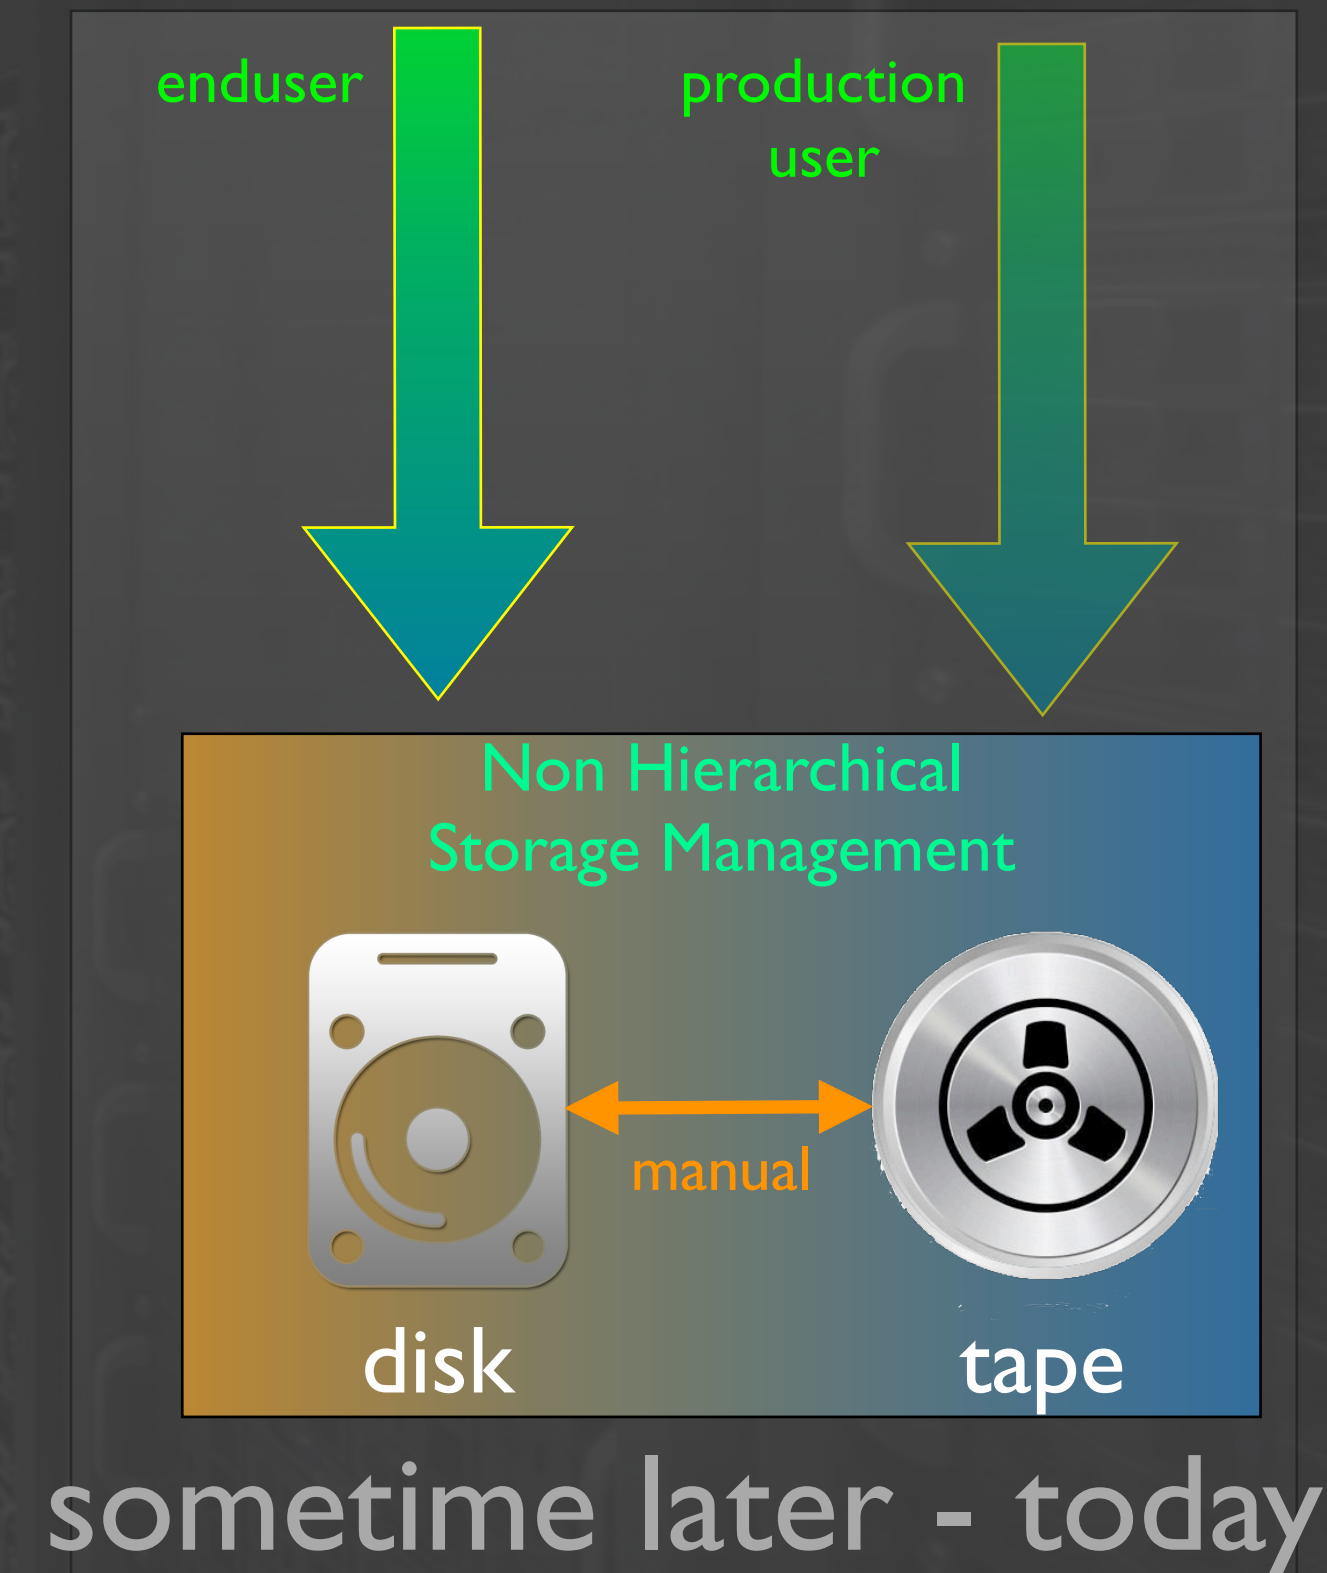 enduser
production
user
Non Hierarchical
Storage Management
manual
disk
tape
sometime later - today